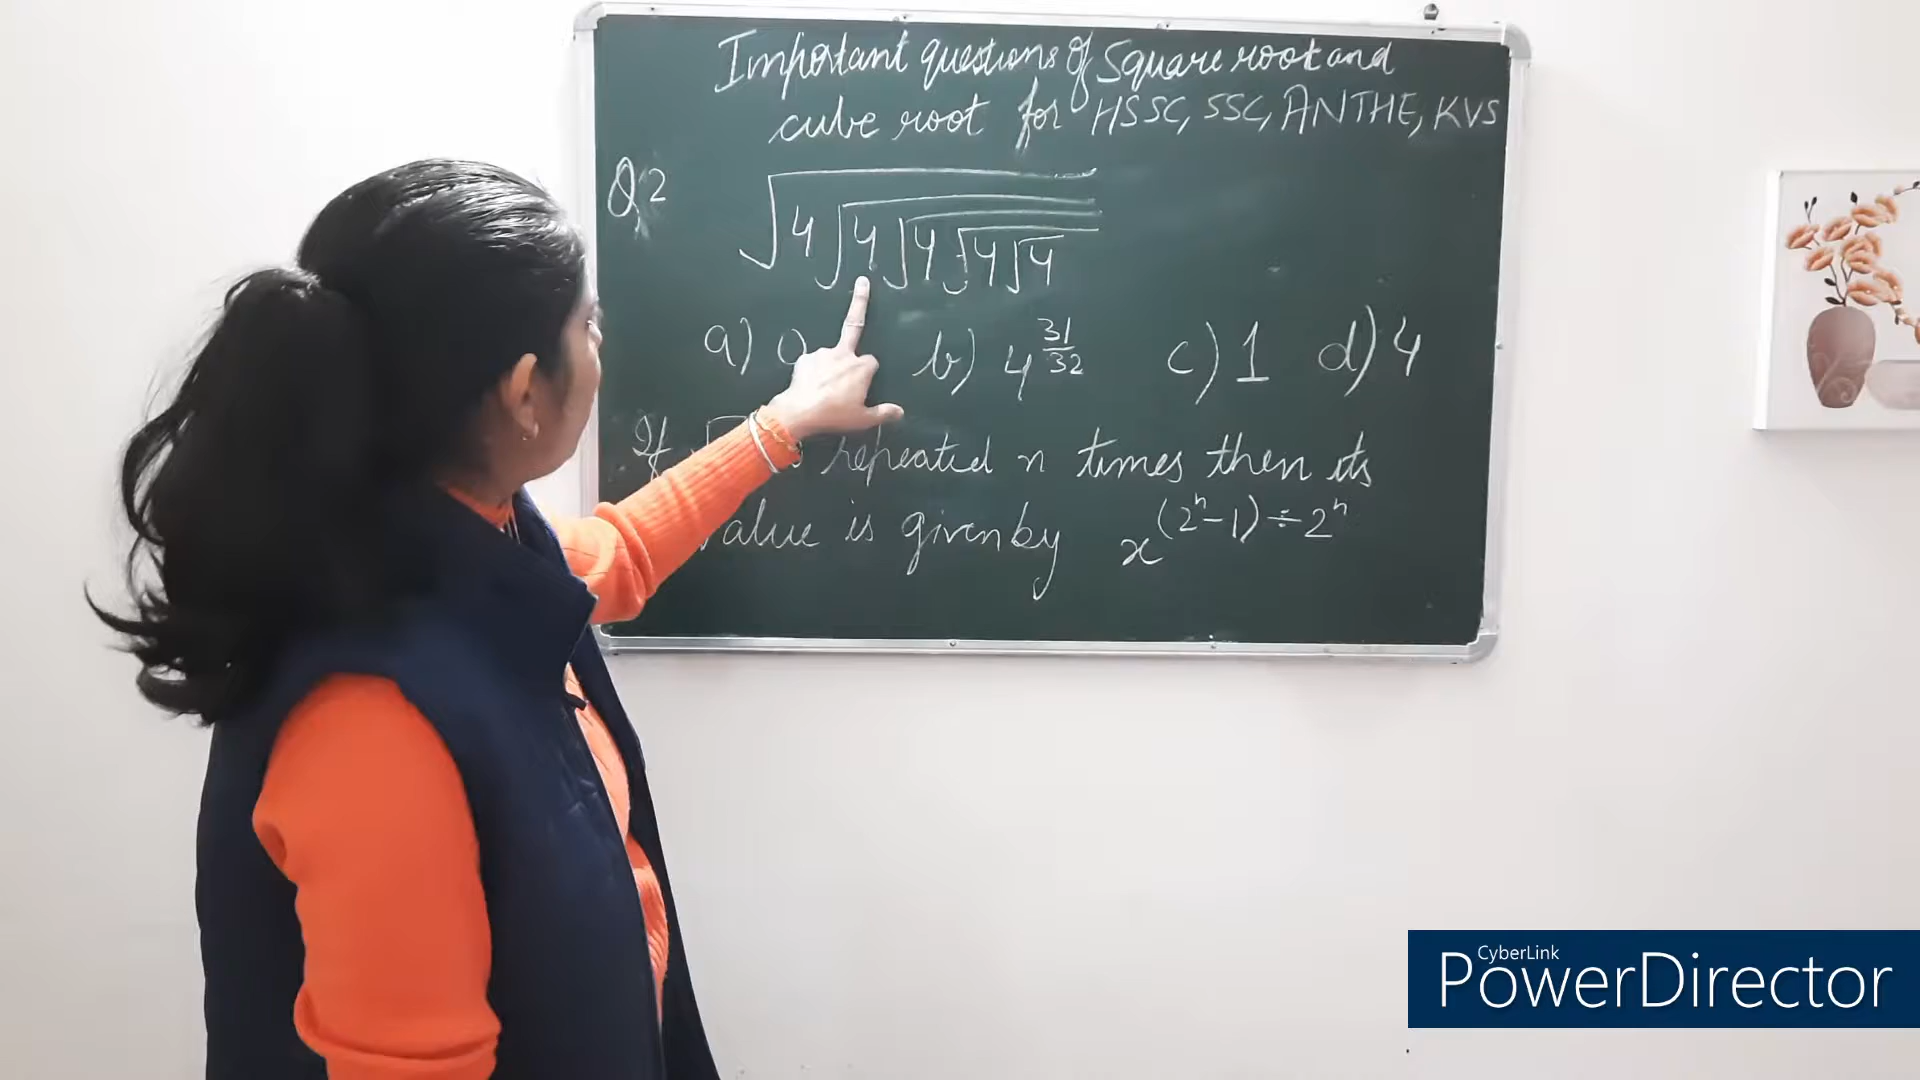 Important questions of Square root and
cube root for HSSC, SSC, ANTHE, KVS
Q.2
√4√4√4√4√4
a) 0 b) 4^(31/32) c) 1 d) 4
If repeated n times then its
value is given by x^((2^n-1)÷2^n)
CyberLink
PowerDirector